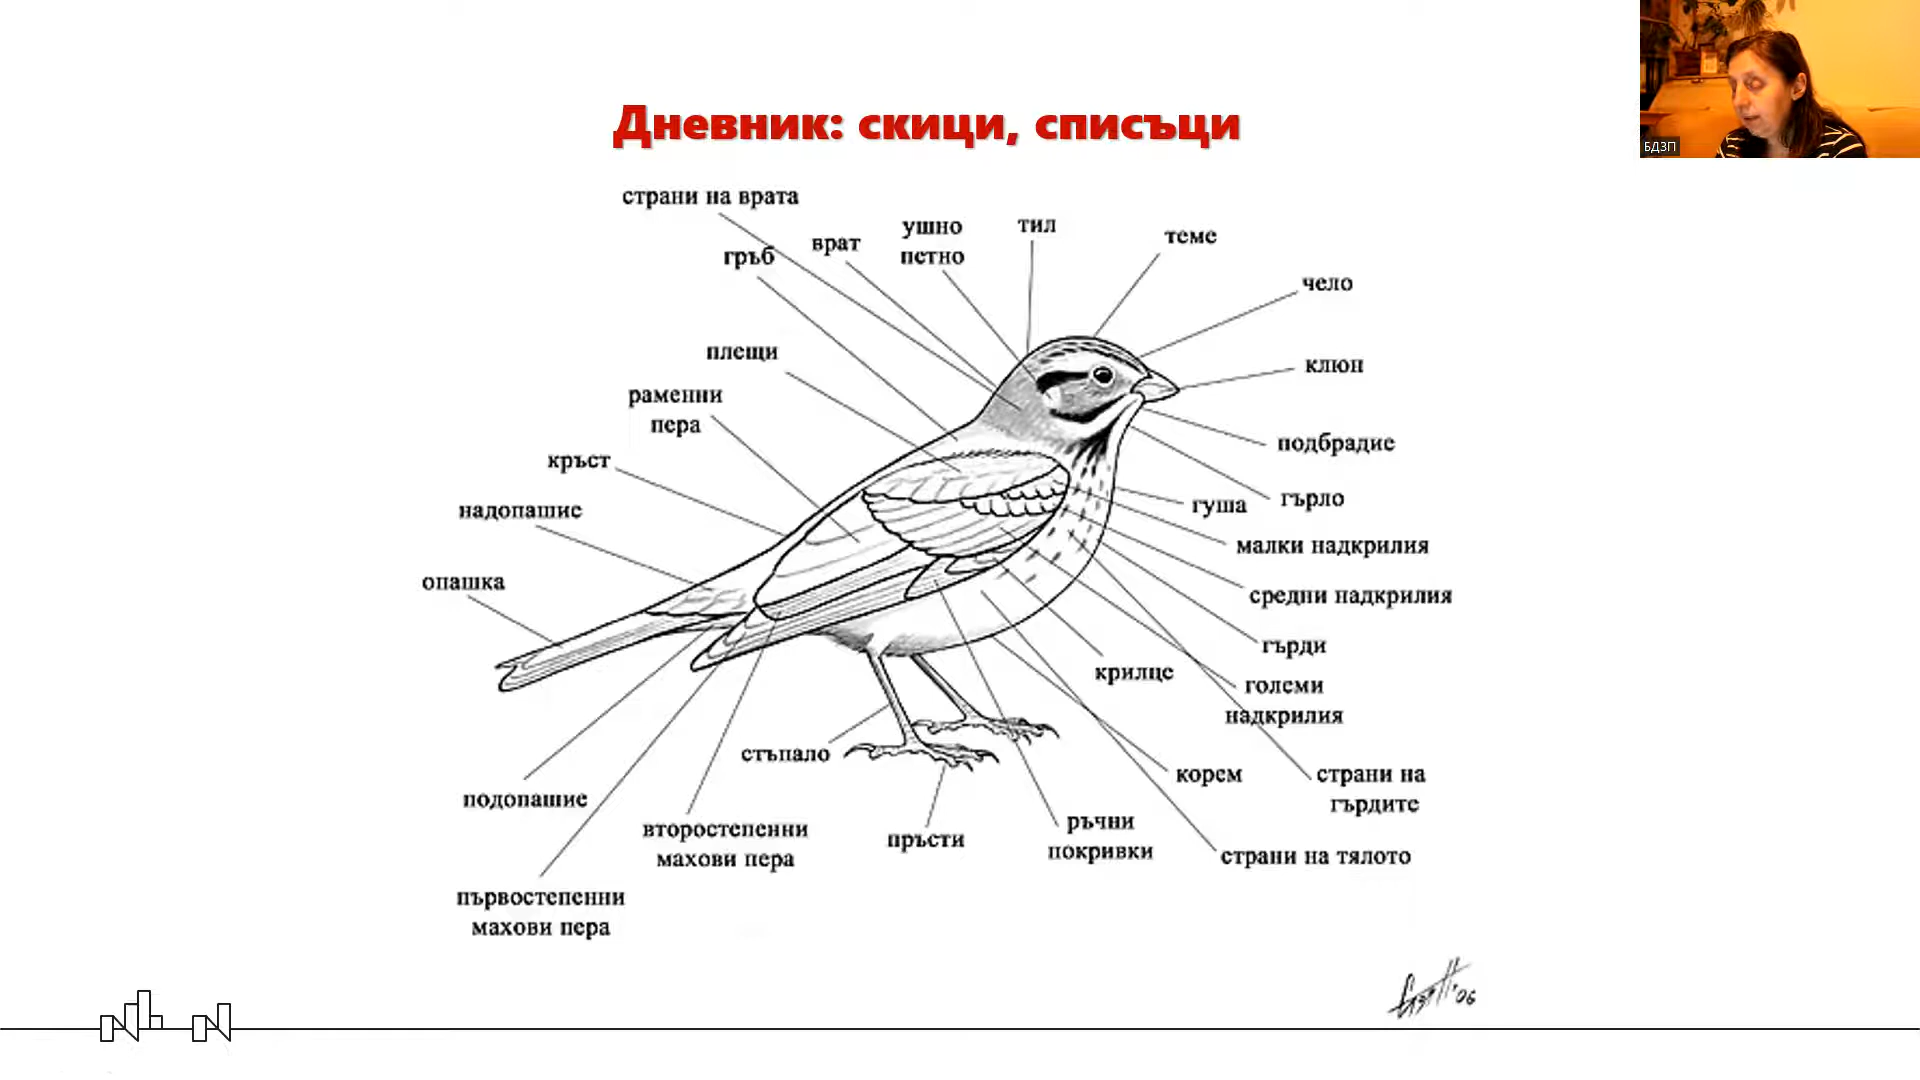 Дневник: скици, списъци
БДЗП
страни на врата
гръб
врат
ушно
петно
тил
теме
чело
клюн
плещи
раменни
пера
кръст
надопашие
опашка
подбрадие
гърло
гуша
малки надкрилия
средни надкрилия
гърди
крилце
големи
надкрилия
стъпало
корем
страни на
гърдите
подопашие
второстепенни
махови пера
пръсти
ръчни
покривки
страни на тялото
първостепенни
махови пера
'06